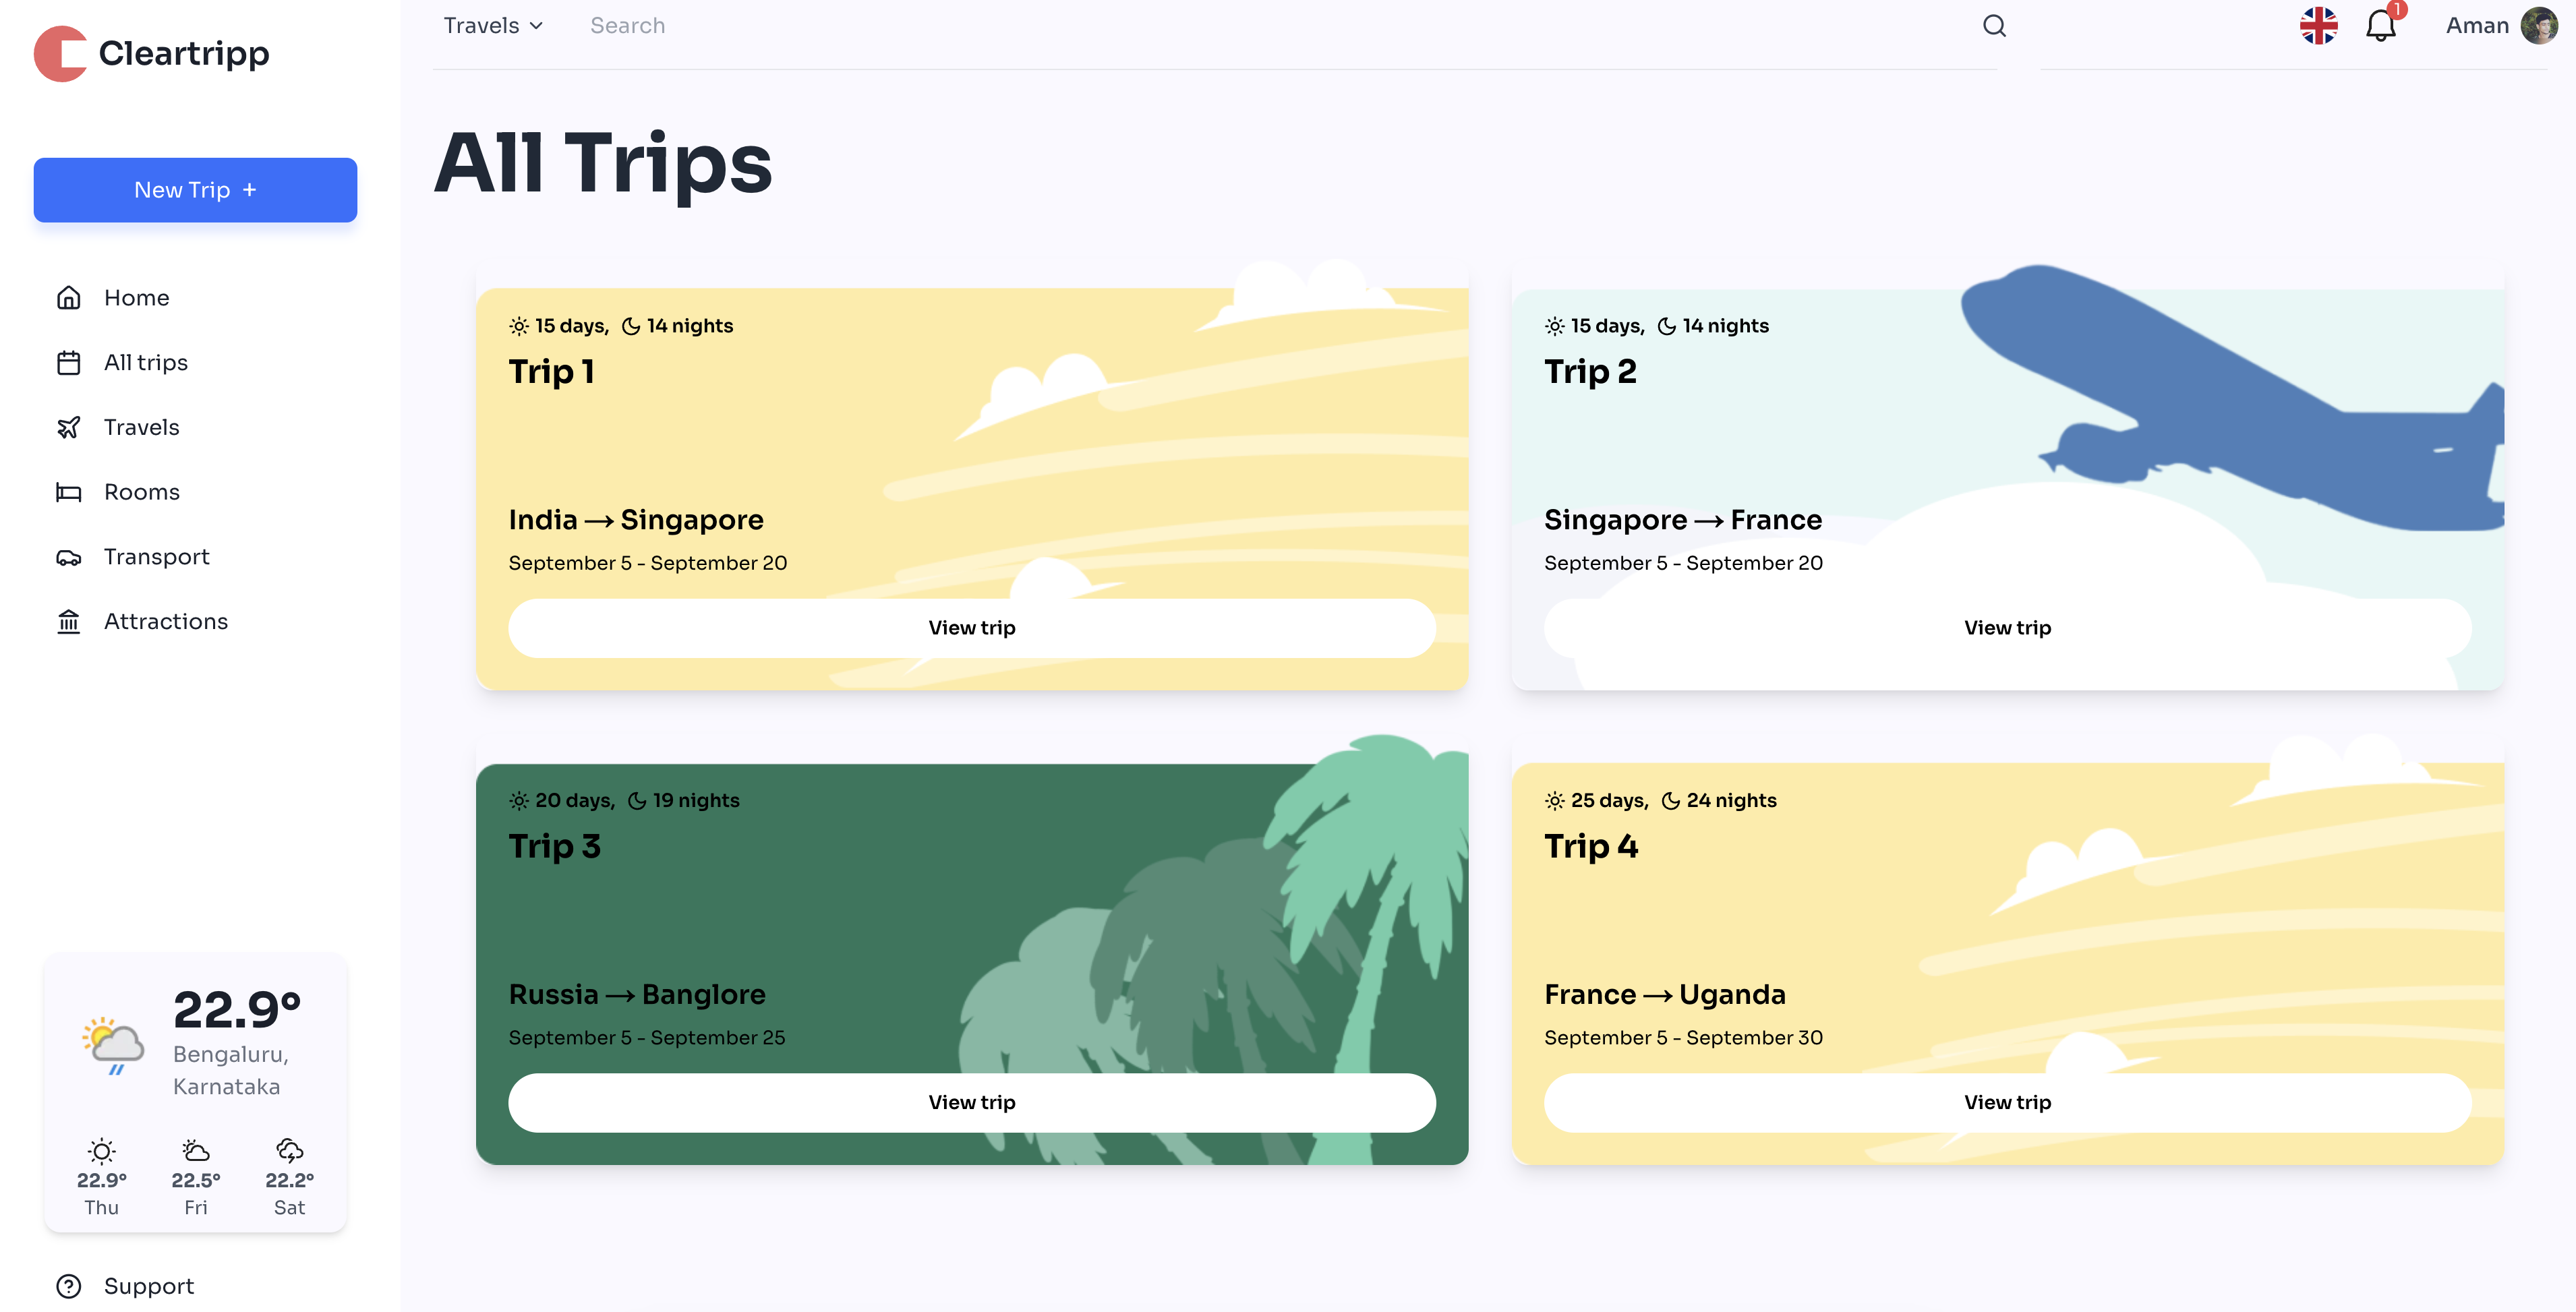 Cleartripp
New Trip +
Home
All trips
Travels
Rooms
Transport
Attractions
22.9°
Bengaluru,
Karnataka
22.9° 22.5° 22.2°
Thu Fri Sat
Support
Travels Search 1 Aman
All Trips
15 days, 14 nights
Trip 1
India → Singapore
September 5 - September 20
View trip
15 days, 14 nights
Trip 2
Singapore → France
September 5 - September 20
View trip
20 days, 19 nights
Trip 3
Russia → Banglore
September 5 - September 25
View trip
25 days, 24 nights
Trip 4
France → Uganda
September 5 - September 30
View trip